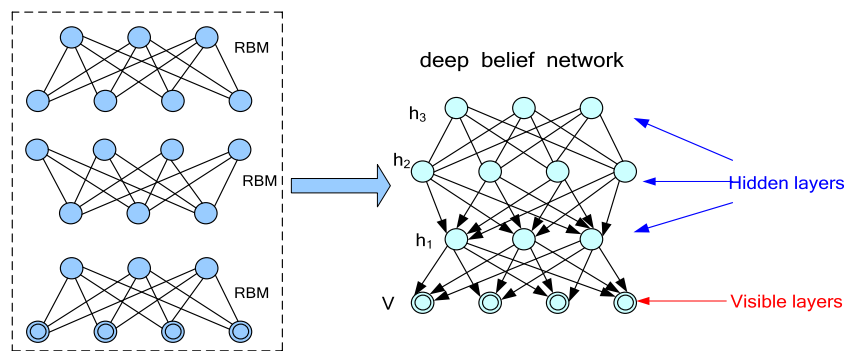 RBM
RBM
RBM
deep belief network
h3
h2
h1
V
Hidden layers
Visible layers